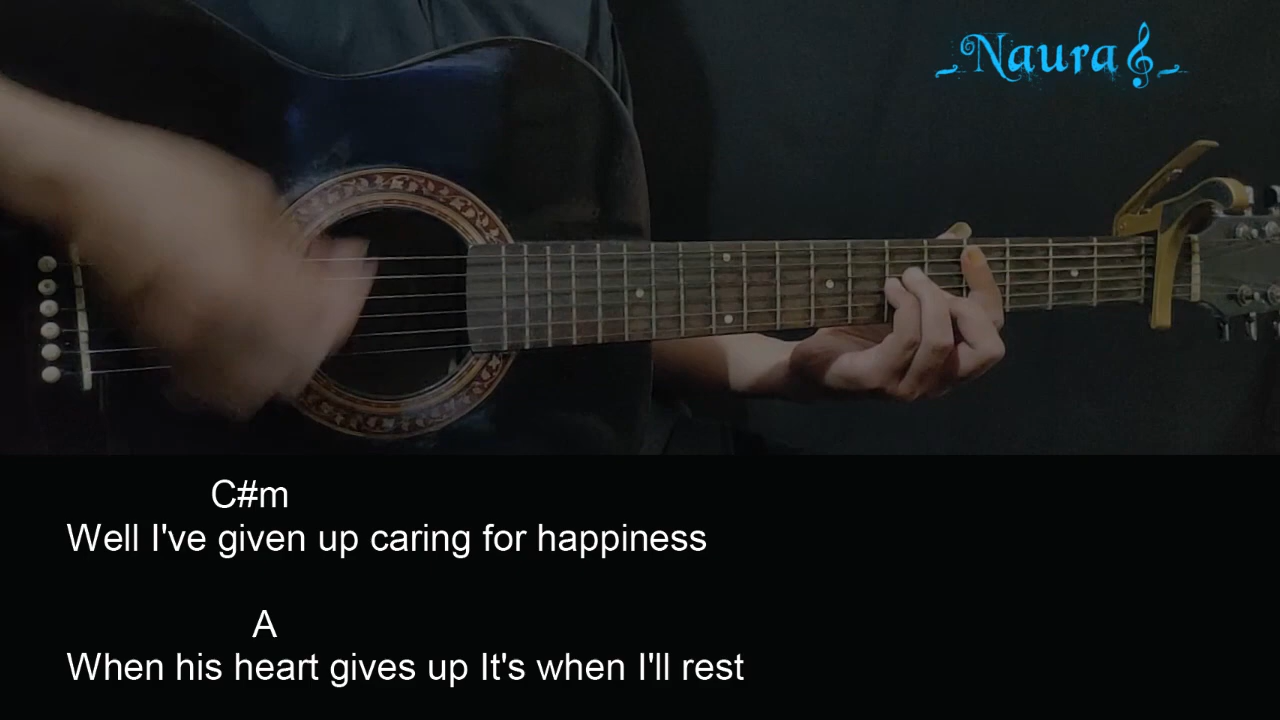 Naura
C#m
Well I've given up caring for happiness
A
When his heart gives up It's when I'll rest